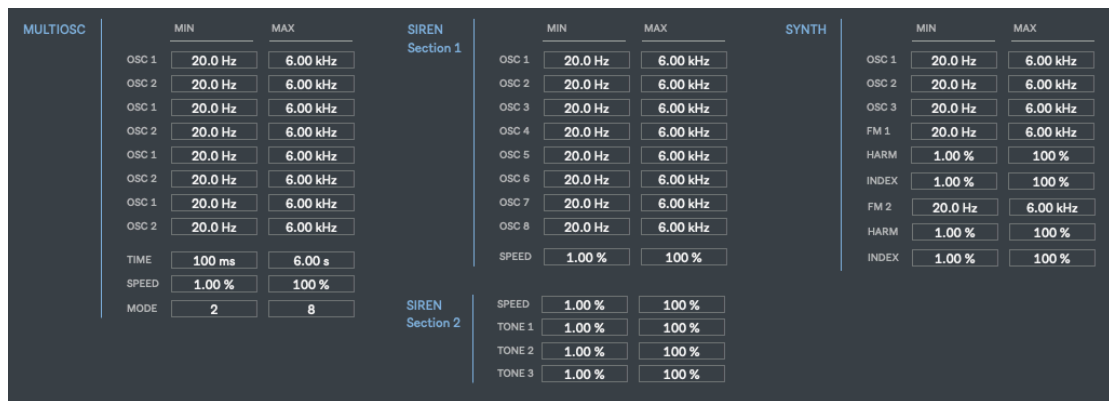 MULTIOSC
MIN MAX
OSC 1 20.0 Hz 6.00 kHz
OSC 2 20.0 Hz 6.00 kHz
OSC 1 20.0 Hz 6.00 kHz
OSC 2 20.0 Hz 6.00 kHz
OSC 1 20.0 Hz 6.00 kHz
OSC 2 20.0 Hz 6.00 kHz
OSC 1 20.0 Hz 6.00 kHz
OSC 2 20.0 Hz 6.00 kHz
TIME 100 ms 6.00 s
SPEED 1.00 % 100 %
MODE 2 8
SIREN
Section 1
MIN MAX
OSC 1 20.0 Hz 6.00 kHz
OSC 2 20.0 Hz 6.00 kHz
OSC 3 20.0 Hz 6.00 kHz
OSC 4 20.0 Hz 6.00 kHz
OSC 5 20.0 Hz 6.00 kHz
OSC 6 20.0 Hz 6.00 kHz
OSC 7 20.0 Hz 6.00 kHz
OSC 8 20.0 Hz 6.00 kHz
SPEED 1.00 % 100 %
SIREN
Section 2
SPEED 1.00 % 100 %
TONE 1 1.00 % 100 %
TONE 2 1.00 % 100 %
TONE 3 1.00 % 100 %
SYNTH
MIN MAX
OSC 1 20.0 Hz 6.00 kHz
OSC 2 20.0 Hz 6.00 kHz
OSC 3 20.0 Hz 6.00 kHz
FM 1 20.0 Hz 6.00 kHz
HARM 1.00 % 100 %
INDEX 1.00 % 100 %
FM 2 20.0 Hz 6.00 kHz
HARM 1.00 % 100 %
INDEX 1.00 % 100 %